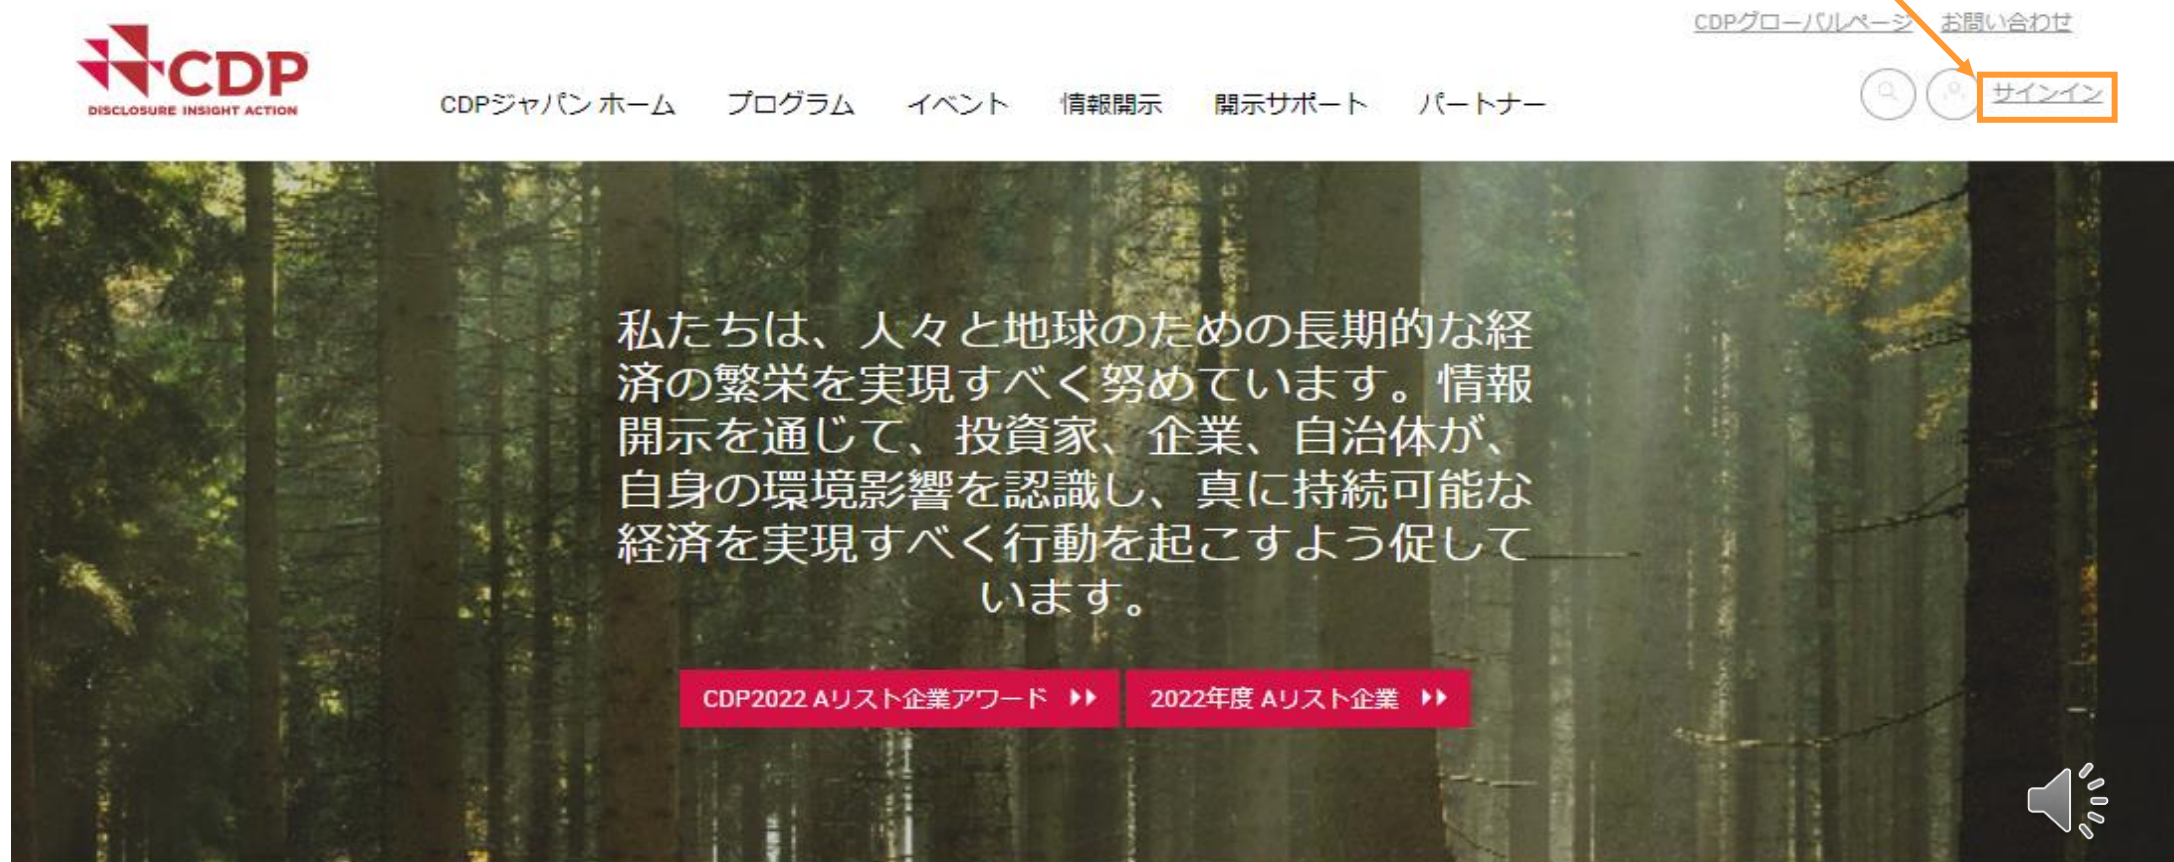 CDPグローバルページ お問い合わせ
CDP
DISCLOSURE INSIGHT ACTION
CDPジャパン ホーム プログラム イベント 情報開示 開示サポート パートナー
サインイン
私たちは、人々と地球のための長期的な経
済の繁栄を実現すべく努めています。情報
開示を通じて、投資家、企業、自治体が、
自身の環境影響を認識し、真に持続可能な
経済を実現すべく行動を起こすよう促して
います。
CDP2022 Aリスト企業アワード
2022年度 Aリスト企業